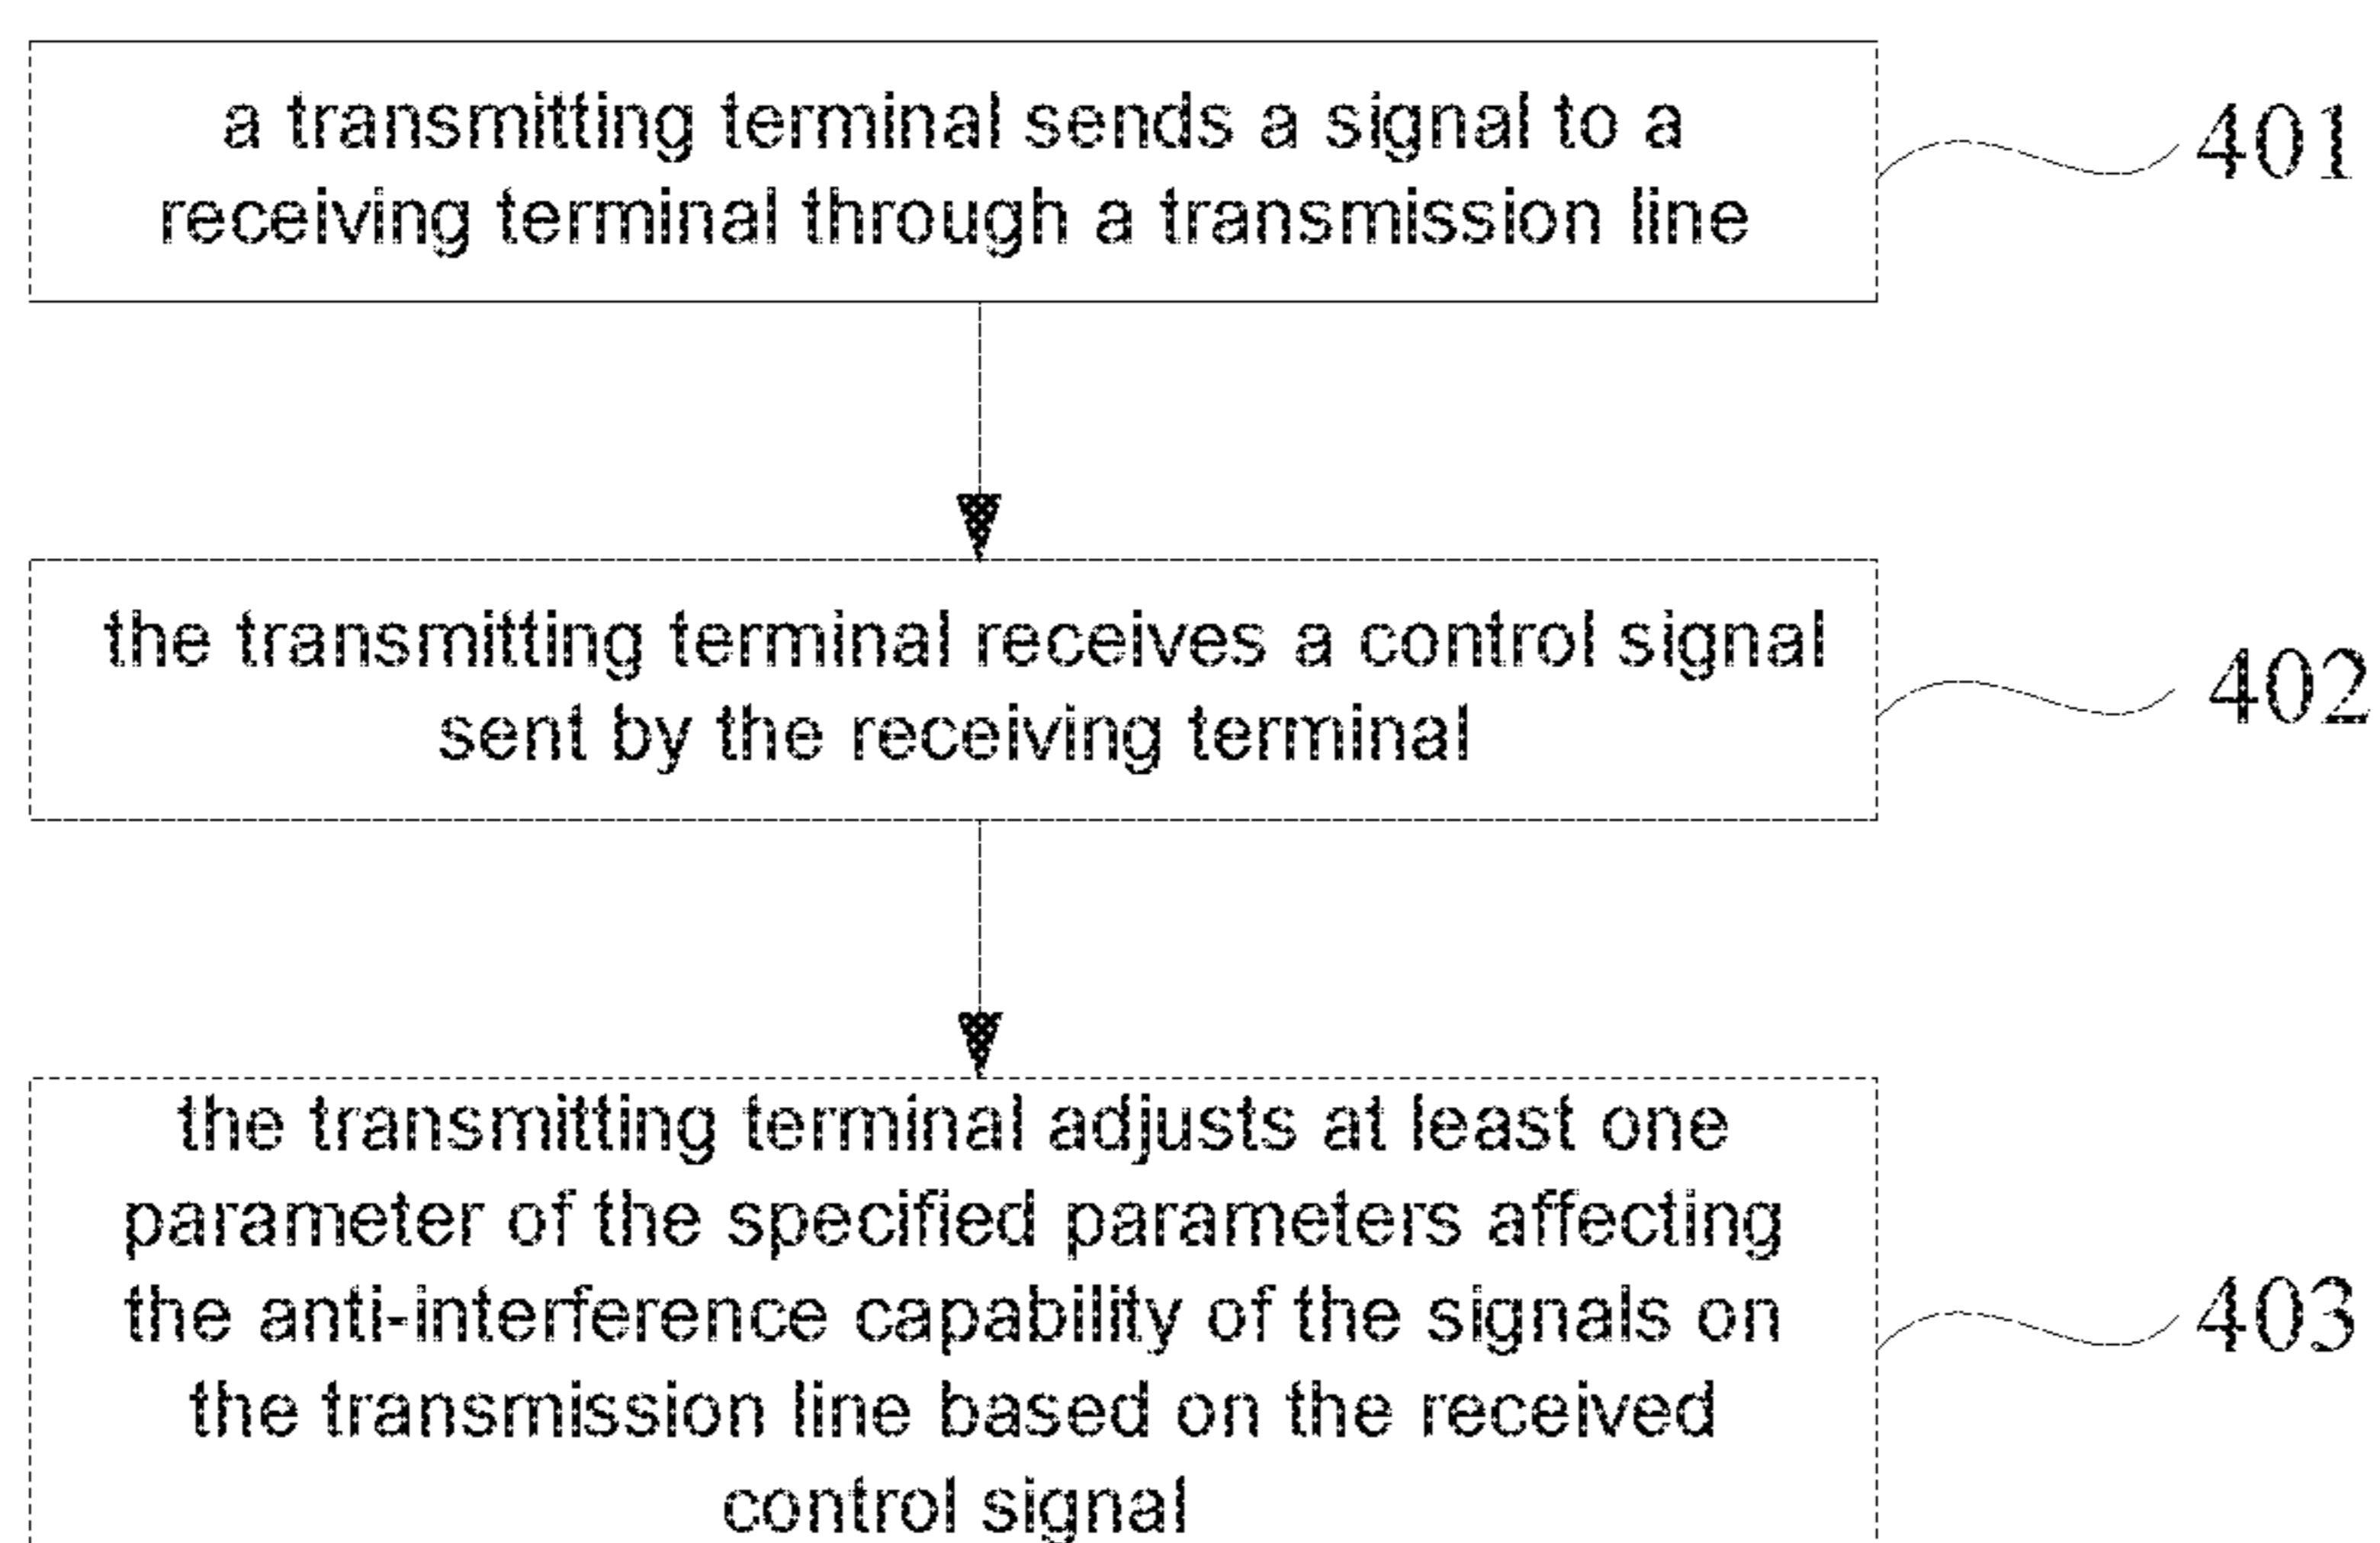 a transmitting terminal sends a signal to a
receiving terminal through a transmission line
401
the transmitting terminal receives a control signal
sent by the receiving terminal
402
the transmitting terminal adjusts at least one
parameter of the specified parameters affecting
the anti-interference capability of the signals on
the transmission line based on the received
control signal
403